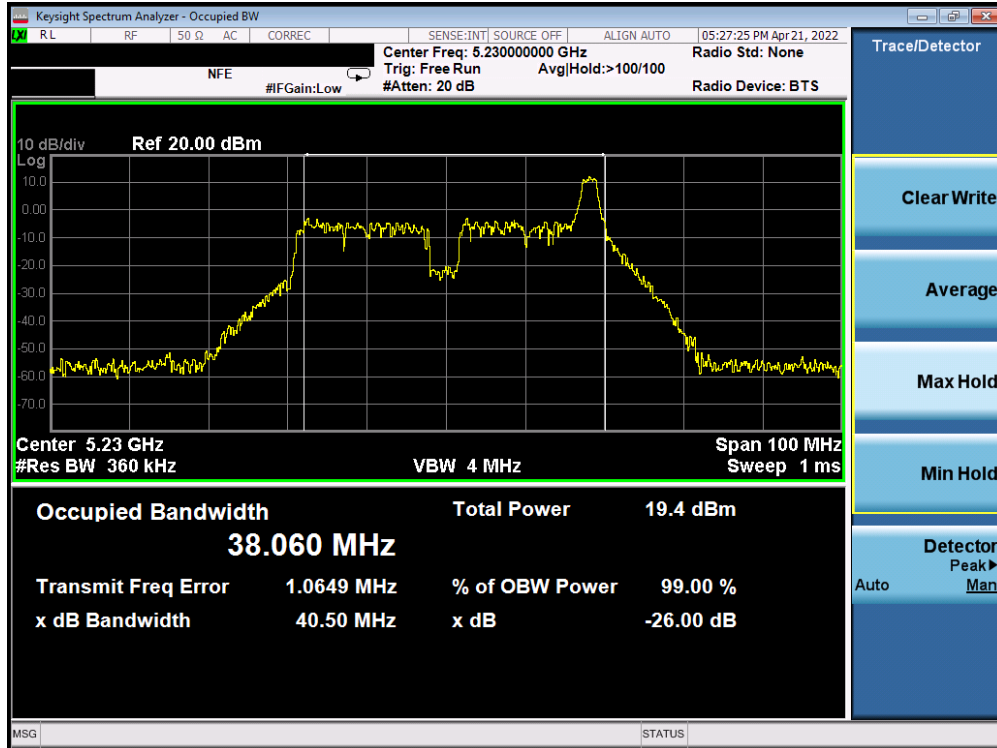 Keysight Spectrum Analyzer - Occupied BW
LXI RL RF 50 Ω AC CORREC SENSE:INT SOURCE OFF ALIGN AUTO 05:27:25 PM Apr 21, 2022
Center Freq: 5.230000000 GHz Radio Std: None
NFE Trig: Free Run Avg|Hold:>100/100
#IFGain:Low #Atten: 20 dB Radio Device: BTS
Trace/Detector
10 dB/div Ref 20.00 dBm
Log
10.0
0.00
-10.0
-20.0
-30.0
-40.0
-50.0
-60.0
-70.0
Center 5.23 GHz Span 100 MHz
#Res BW 360 kHz VBW 4 MHz Sweep 1 ms
Occupied Bandwidth Total Power 19.4 dBm
38.060 MHz
Transmit Freq Error 1.0649 MHz % of OBW Power 99.00 %
x dB Bandwidth 40.50 MHz x dB -26.00 dB
Clear Write
Average
Max Hold
Min Hold
Detector
Peak▶
Auto Man
MSG STATUS